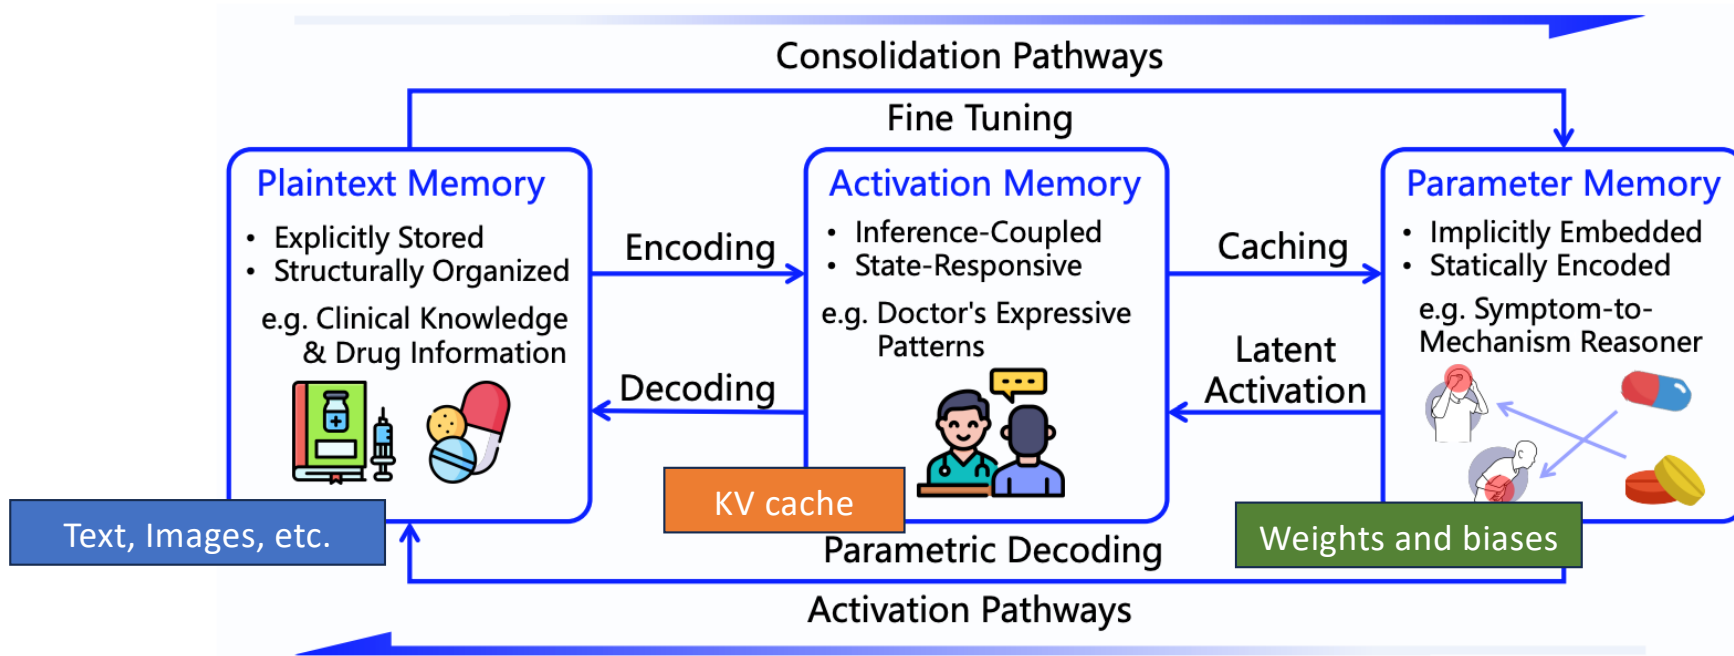 Consolidation Pathways
Fine Tuning
Plaintext Memory
• Explicitly Stored
• Structurally Organized
e.g. Clinical Knowledge
& Drug Information
Text, Images, etc.
Encoding
Decoding
Activation Memory
• Inference-Coupled
• State-Responsive
e.g. Doctor's Expressive
Patterns
KV cache
Caching
Latent
Activation
Parameter Memory
• Implicitly Embedded
• Statically Encoded
e.g. Symptom-to-
Mechanism Reasoner
Weights and biases
Parametric Decoding
Activation Pathways